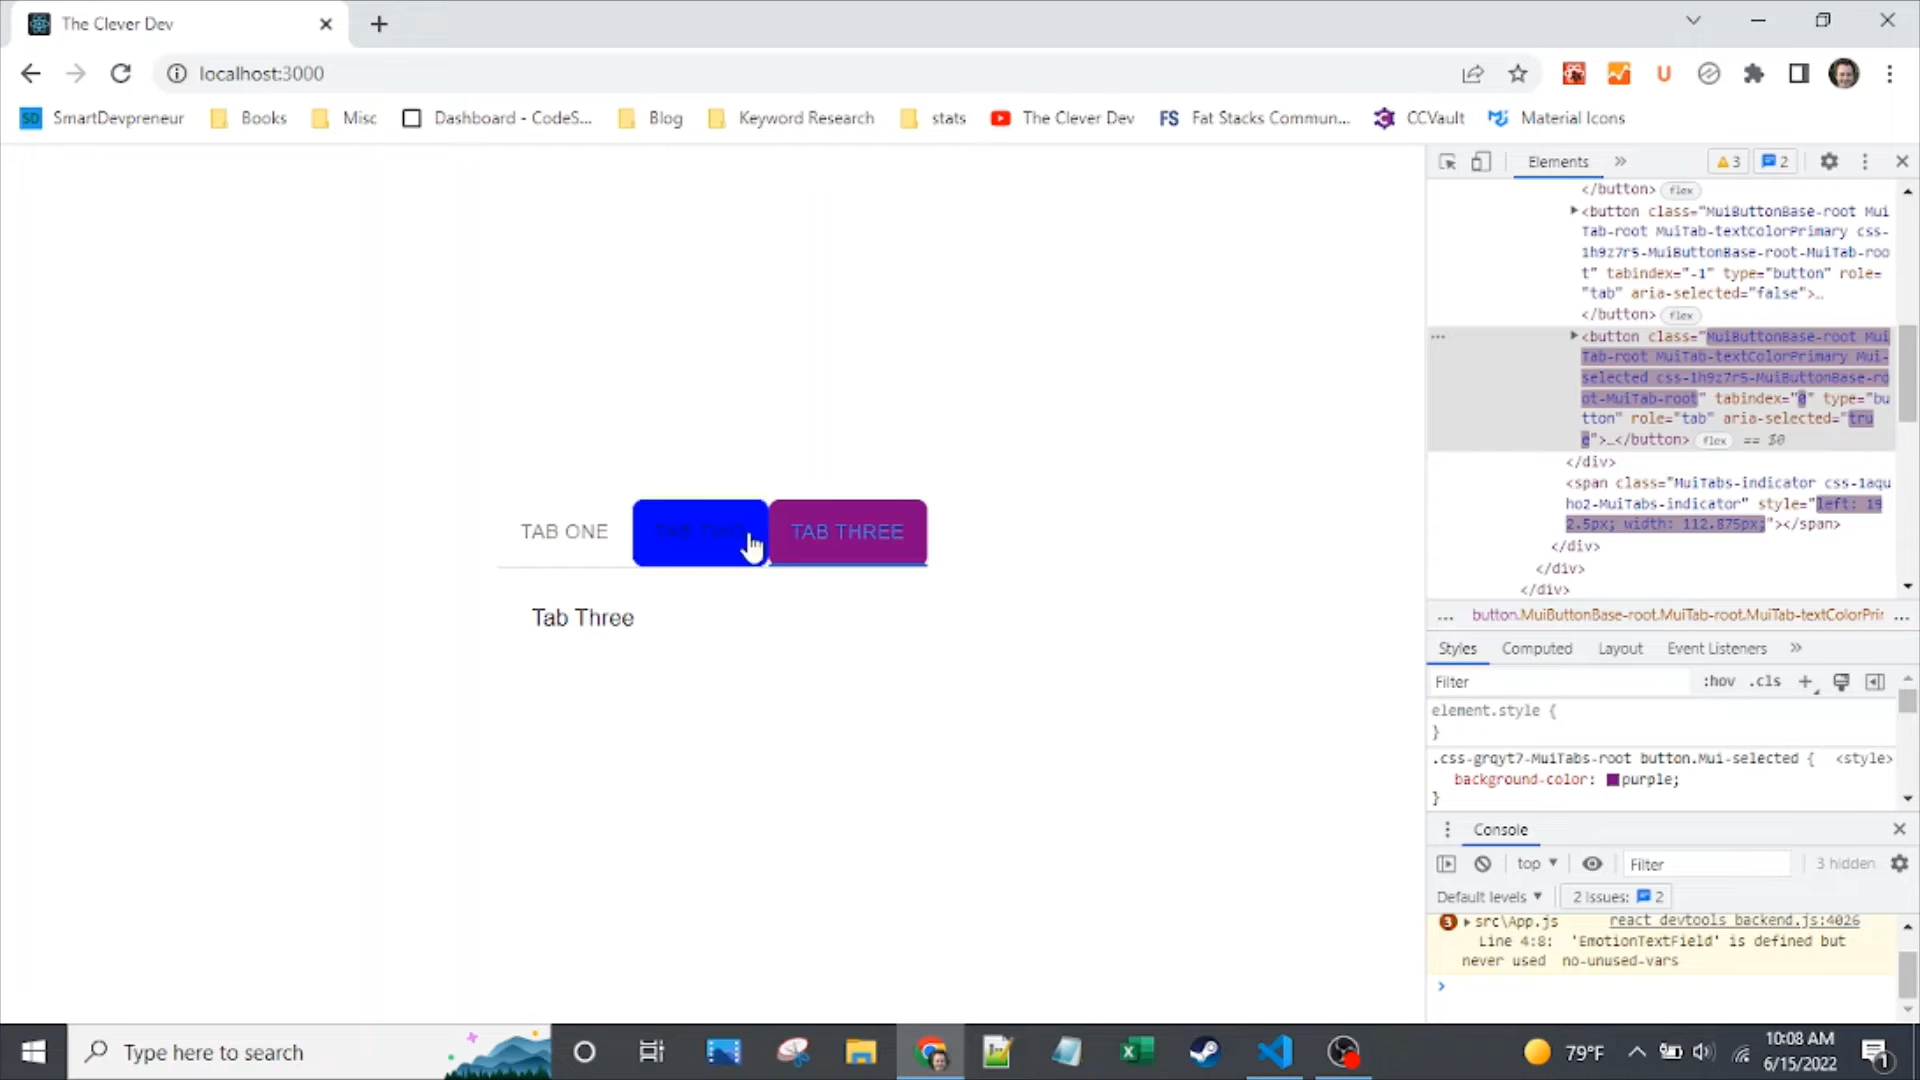 The Clever Dev
localhost:3000
SmartDevpreneur Books Misc Dashboard - CodeS... Blog Keyword Research stats The Clever Dev FS Fat Stacks Commun... CCVault Material Icons
Elements » 3 2
</button> flex
<button class="MuiButtonBase-root Mui
Tab-root MuiTab-textColorPrimary css-
1h9z7r5-MuiButtonBase-root-MuiTab-roo
t" tabindex="-1" type="button" role=
"tab" aria-selected="false">…
</button> flex
<button class="MuiButtonBase-root Mui
Tab-root MuiTab-textColorPrimary Mui-
selected css-1h9z7r5-MuiButtonBase-ro
ot-MuiTab-root" tabindex="0" type="bu
tton" role="tab" aria-selected="tru
e">…</button> flex == $0
</div>
<span class="MuiTabs-indicator css-1aqu
ho2-MuiTabs-indicator" style="left: 19
2.5px; width: 112.875px;"></span>
</div>
</div>
</div>
TAB ONE TAB TWO TAB THREE
Tab Three
... button.MuiButtonBase-root.MuiTab-root.MuiTab-textColorPrir ...
Styles Computed Layout Event Listeners »
Filter :hov .cls +
element.style {
}
.css-grqyt7-MuiTabs-root button.Mui-selected { <style>
background-color: purple;
}
Console
top Filter 3 hidden
Default levels 2 Issues: 2
3 src\App.js react devtools backend.js:4026
Line 4:8: 'EmotionTextField' is defined but
never used no-unused-vars
Type here to search
79°F
10:08 AM
6/15/2022
1